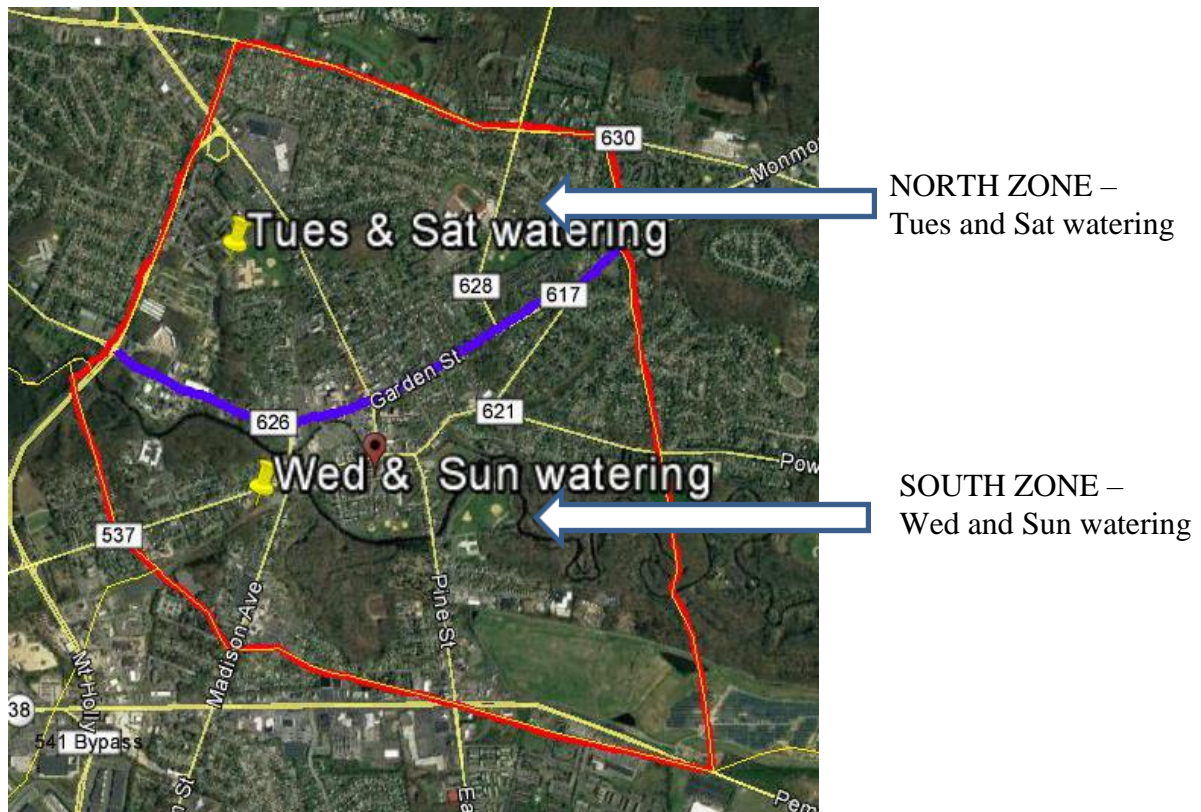 630
Monmo
NORTH ZONE –
Tues and Sat watering
Tues & Sat watering
628
617
Garden St
626
621
Pow
Wed & Sun watering
SOUTH ZONE –
Wed and Sun watering
537
Pine St
Madison Ave
Mt Holly
38
541 Bypass
n St
Ea
Pem